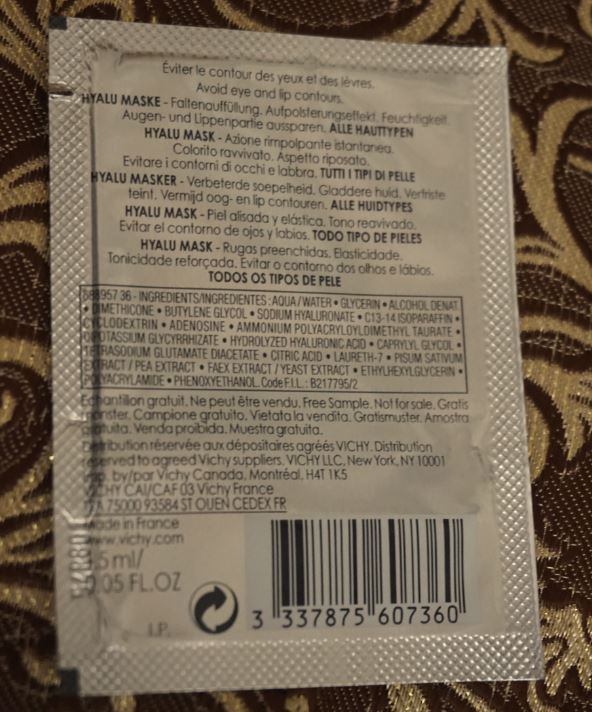 Éviter le contour des yeux et des lèvres.
Avoid eye and lip contours.
HYALU MASKE - Faltenauffüllung. Aufpolsterungseffekt. Feuchtigkeit.
Augen- und Lippenpartie aussparen. ALLE HAUTTYPEN
HYALU MASK - Azione rimpolpante istantanea.
Colorito ravvivato. Aspetto riposato.
Evitare i contorni di occhi e labbra. TUTTI I TIPI DI PELLE
HYALU MASKER - Verbeterde soepelheid. Gladdere huid. Verfriste
teint. Vermijd oog- en lip contouren. ALLE HUIDTYPES
HYALU MASK - Piel alisada y elástica. Tono reavivado.
Evitar el contorno de ojos y labios. TODO TIPO DE PIELES
HYALU MASK - Rugas preenchidas. Elasticidade.
Tonicidade reforçada. Evitar o contorno dos olhos e lábios.
TODOS OS TIPOS DE PELE
36 - INGREDIENTS/INGREDIENTES: AQUA/WATER • GLYCERIN • ALCOHOL DENAT.
• DIMETHICONE • BUTYLENE GLYCOL • SODIUM HYALURONATE • C13-14 ISOPARAFFIN •
CYCLODEXTRIN • ADENOSINE • AMMONIUM POLYACRYLOYLDIMETHYL TAURATE •
DIPOTASSIUM GLYCYRRHIZATE • HYDROLYZED HYALURONIC ACID • CAPRYLYL GLYCOL •
TETRASODIUM GLUTAMATE DIACETATE • CITRIC ACID • LAURETH-7 • PISUM SATIVUM
EXTRACT / PEA EXTRACT • FAEX EXTRACT / YEAST EXTRACT • ETHYLHEXYLGLYCERIN •
POLYACRYLAMIDE • PHENOXYETHANOL. Code F.I.L. : B217795/2
Echantillon gratuit. Ne peut être vendu. Free Sample. Not for sale. Gratis
monster. Campione gratuito. Vietata la vendita. Gratismuster. Amostra
gratuita. Venda proibida. Muestra gratuita.
Distribution réservée aux dépositaires agréés VICHY. Distribution
reserved to agreed Vichy suppliers. VICHY LLC, New York, NY 10001
Imp. by/par Vichy Canada, Montréal, H4T 1K5
VICHY CAI/CAF 03 Vichy France
75000 93584 ST OUEN CEDEX FR
Made in France
www.vichy.com
5 ml/
0.05 FL.OZ
I.P.
3 337875 607360